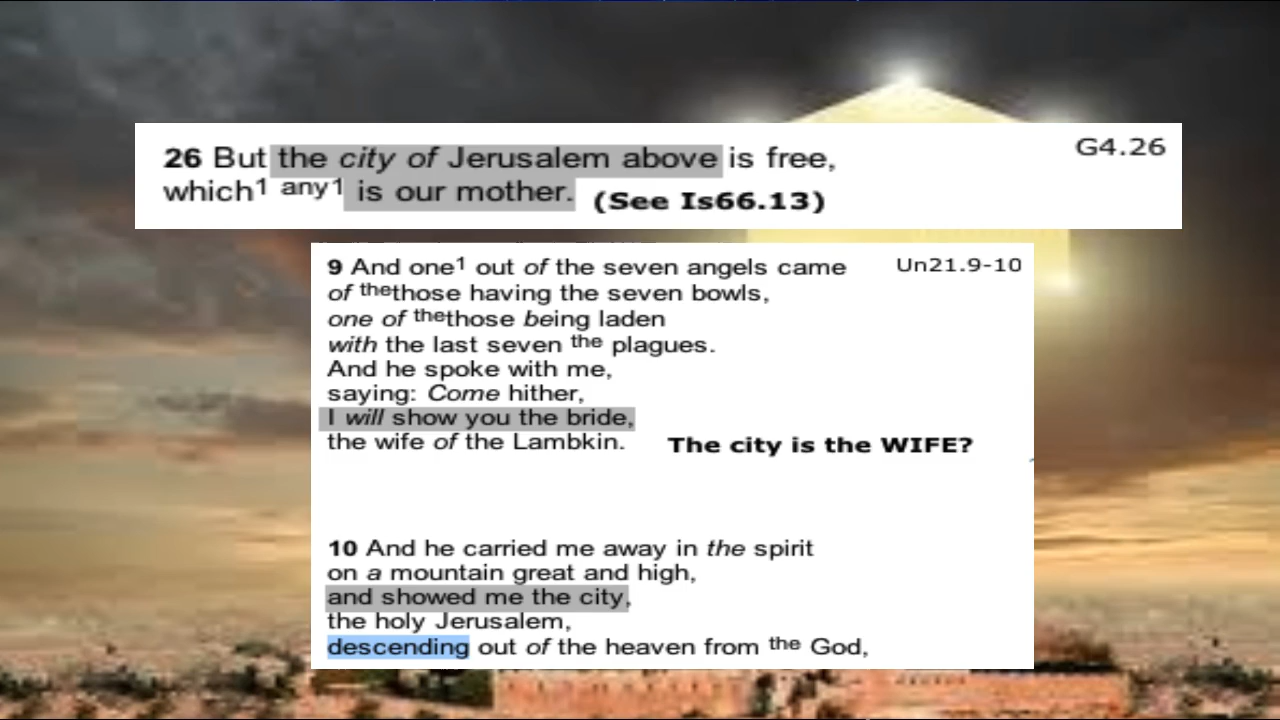 26 But the city of Jerusalem above is free, G4.26
which1 any1 is our mother. (See Is66.13)
9 And one1 out of the seven angels came Un21.9-10
of thethose having the seven bowls,
one of thethose being laden
with the last seven the plagues.
And he spoke with me,
saying: Come hither,
I will show you the bride,
the wife of the Lambkin. The city is the WIFE?
10 And he carried me away in the spirit
on a mountain great and high,
and showed me the city,
the holy Jerusalem,
descending out of the heaven from the God,